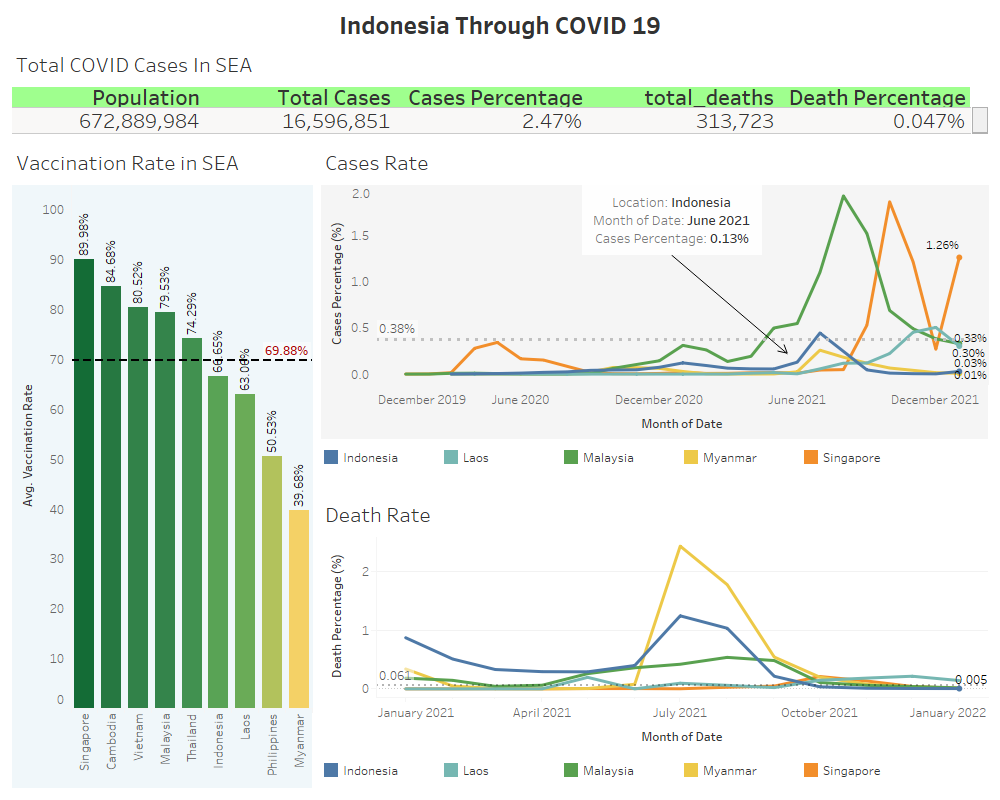 Indonesia Through COVID 19
Total COVID Cases In SEA
Population Total Cases Cases Percentage total_deaths Death Percentage
672,889,984 16,596,851 2.47% 313,723 0.047%
Vaccination Rate in SEA
Avg. Vaccination Rate
100
90
80
70
60
50
40
30
20
10
0
89.98%
84.68%
80.52%
79.53%
74.29%
66.65%
63.06%
50.53%
39.68%
69.88%
Singapore
Cambodia
Vietnam
Malaysia
Thailand
Indonesia
Laos
Philippines
Myanmar
Cases Rate
Cases Percentage (%)
2.0
1.5
1.0
0.5
0.0
0.38%
Location: Indonesia
Month of Date: June 2021
Cases Percentage: 0.13%
1.26%
0.33%
0.30%
0.03%
0.01%
December 2019 June 2020 December 2020 June 2021 December 2021
Month of Date
Indonesia Laos Malaysia Myanmar Singapore
Death Rate
Death Percentage (%)
2
1
0
0.061
0.005
January 2021 April 2021 July 2021 October 2021 January 2022
Month of Date
Indonesia Laos Malaysia Myanmar Singapore